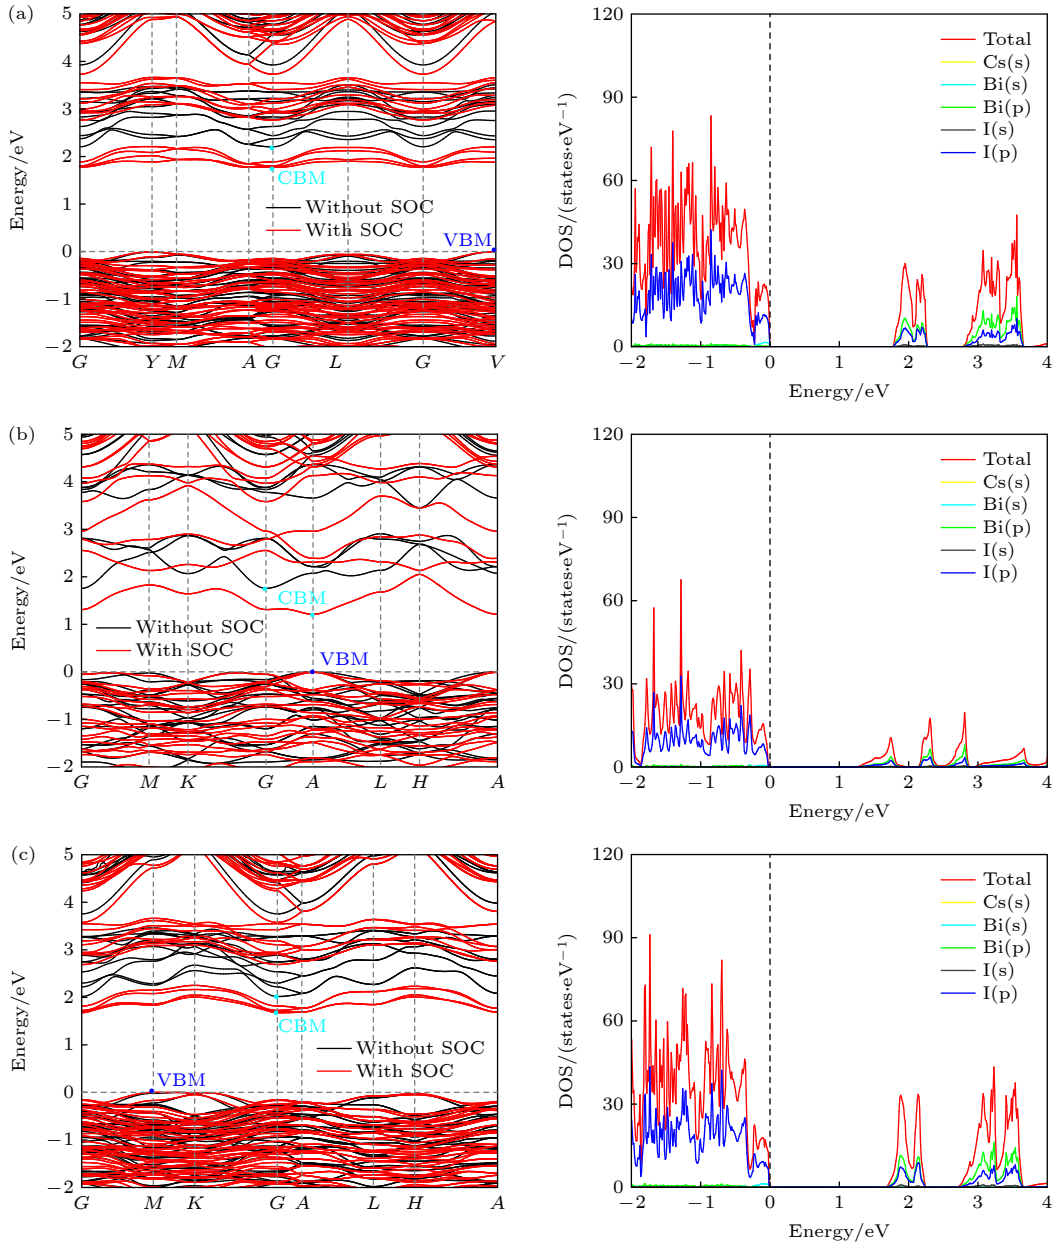 (a)
5
4
3
2
1
0
−1
−2
Energy/eV
CBM
Without SOC
With SOC
VBM
G Y M A G L G V
120
90
60
30
0
DOS/(states·eV⁻¹)
Total
Cs(s)
Bi(s)
Bi(p)
I(s)
I(p)
−2 −1 0 1 2 3 4
Energy/eV
(b)
5
4
3
2
1
0
−1
−2
Energy/eV
CBM
Without SOC
With SOC
VBM
G M K G A L H A
120
90
60
30
0
DOS/(states·eV⁻¹)
Total
Cs(s)
Bi(s)
Bi(p)
I(s)
I(p)
−2 −1 0 1 2 3 4
Energy/eV
(c)
5
4
3
2
1
0
−1
−2
Energy/eV
CBM
Without SOC
With SOC
VBM
G M K G A L H A
120
90
60
30
0
DOS/(states·eV⁻¹)
Total
Cs(s)
Bi(s)
Bi(p)
I(s)
I(p)
−2 −1 0 1 2 3 4
Energy/eV